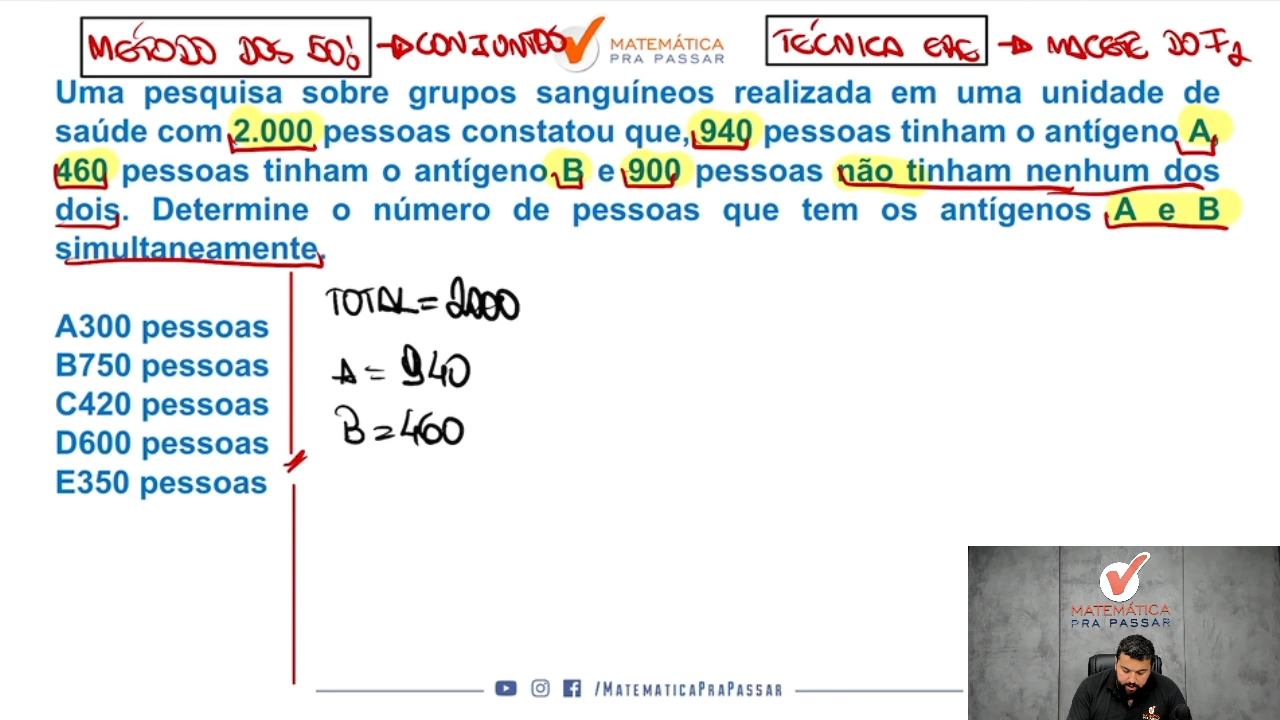 MÉTODO DOS 50! → CONJUNTOS
MATEMÁTICA
PRA PASSAR
TÉCNICA → MACETE DO I2
Uma pesquisa sobre grupos sanguíneos realizada em uma unidade de
saúde com 2.000 pessoas constatou que, 940 pessoas tinham o antígeno A,
460 pessoas tinham o antígeno B e 900 pessoas não tinham nenhum dos
dois. Determine o número de pessoas que tem os antígenos A e B
simultaneamente.
A300 pessoas
B750 pessoas
C420 pessoas
D600 pessoas
E350 pessoas
TOTAL = 2000
A = 940
B = 460
MATEMÁTICA
PRA PASSAR
/MATEMATICAPRAPASSAR